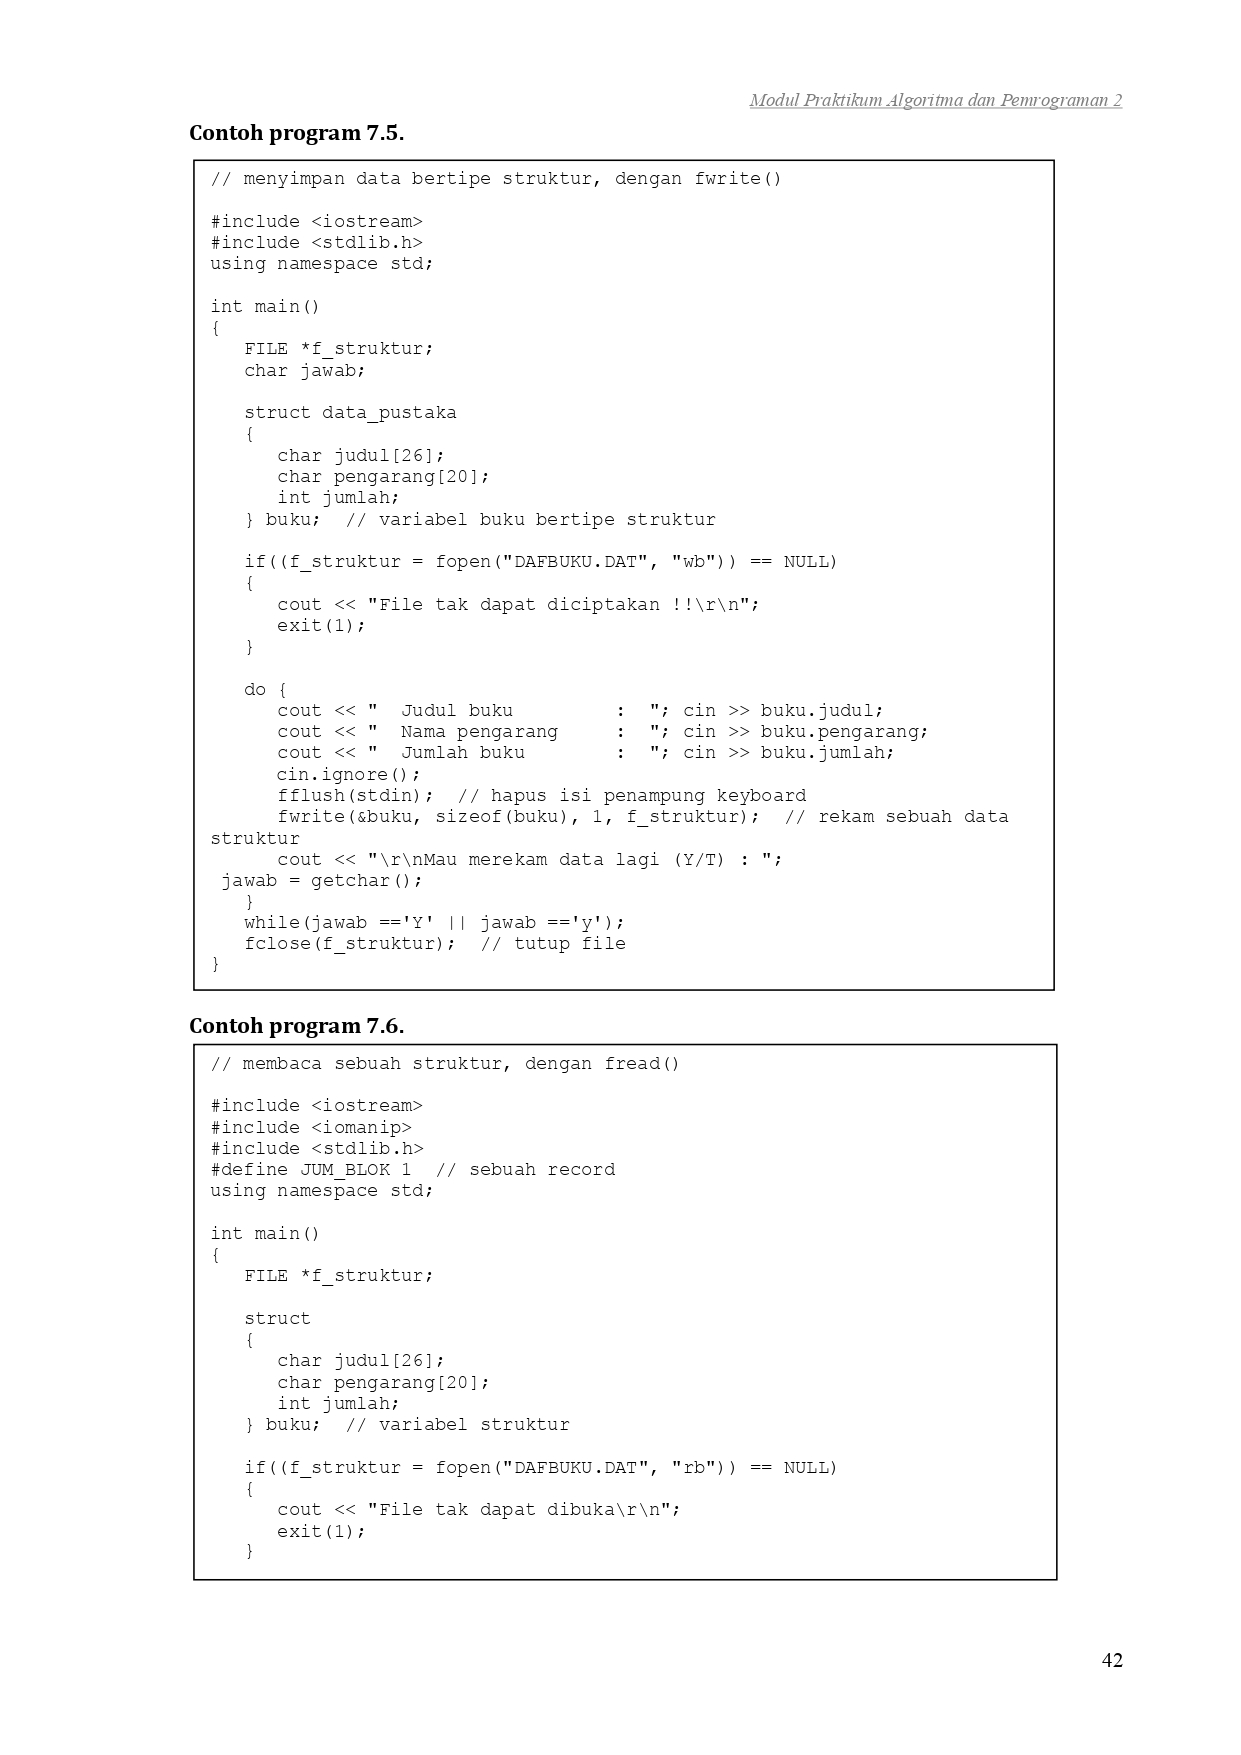 Modul Praktikum Algoritma dan Pemrograman 2
Contoh program 7.5.
// menyimpan data bertipe struktur, dengan fwrite()
#include <iostream>
#include <stdlib.h>
using namespace std;
int main()
{
   FILE *f_struktur;
   char jawab;
   struct data_pustaka
   {
      char judul[26];
      char pengarang[20];
      int jumlah;
   } buku;  // variabel buku bertipe struktur
   if((f_struktur = fopen("DAFBUKU.DAT", "wb")) == NULL)
   {
      cout << "File tak dapat diciptakan !!\r\n";
      exit(1);
   }
   do {
      cout << "  Judul buku         :  "; cin >> buku.judul;
      cout << "  Nama pengarang     :  "; cin >> buku.pengarang;
      cout << "  Jumlah buku        :  "; cin >> buku.jumlah;
      cin.ignore();
      fflush(stdin);  // hapus isi penampung keyboard
      fwrite(&buku, sizeof(buku), 1, f_struktur);  // rekam sebuah data
struktur
      cout << "\r\nMau merekam data lagi (Y/T) : ";
 jawab = getchar();
   }
   while(jawab =='Y' || jawab =='y');
   fclose(f_struktur);  // tutup file
}
Contoh program 7.6.
// membaca sebuah struktur, dengan fread()
#include <iostream>
#include <iomanip>
#include <stdlib.h>
#define JUM_BLOK 1  // sebuah record
using namespace std;
int main()
{
   FILE *f_struktur;
   struct
   {
      char judul[26];
      char pengarang[20];
      int jumlah;
   } buku;  // variabel struktur
   if((f_struktur = fopen("DAFBUKU.DAT", "rb")) == NULL)
   {
      cout << "File tak dapat dibuka\r\n";
      exit(1);
   }
42